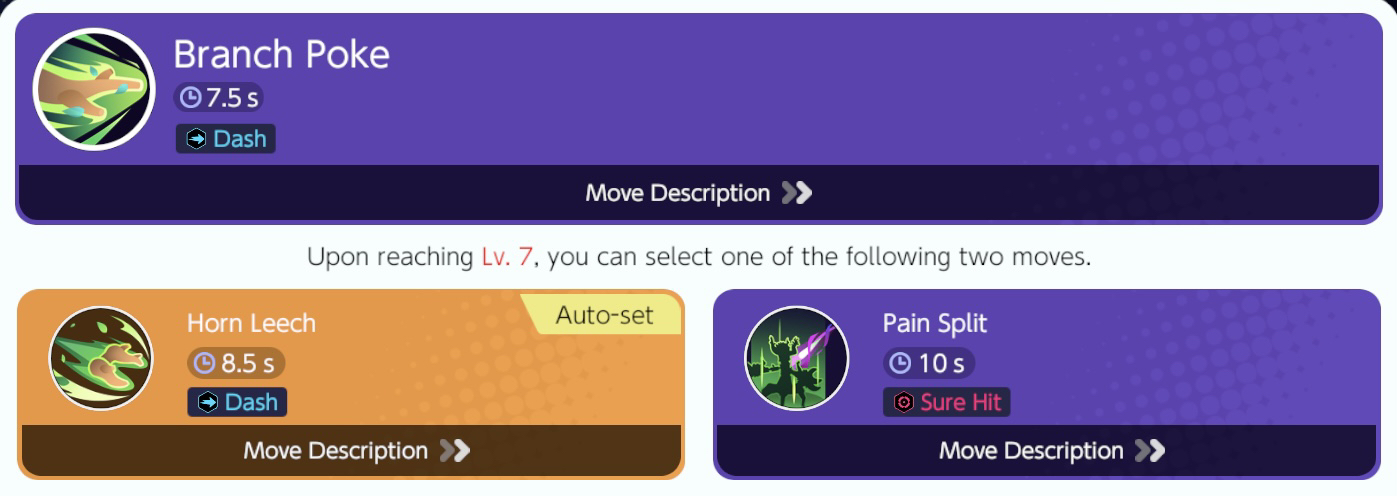 Branch Poke
7.5 s
Dash
Move Description
Upon reaching Lv. 7, you can select one of the following two moves.
Auto-set
Horn Leech
8.5 s
Dash
Move Description
Pain Split
10 s
Sure Hit
Move Description